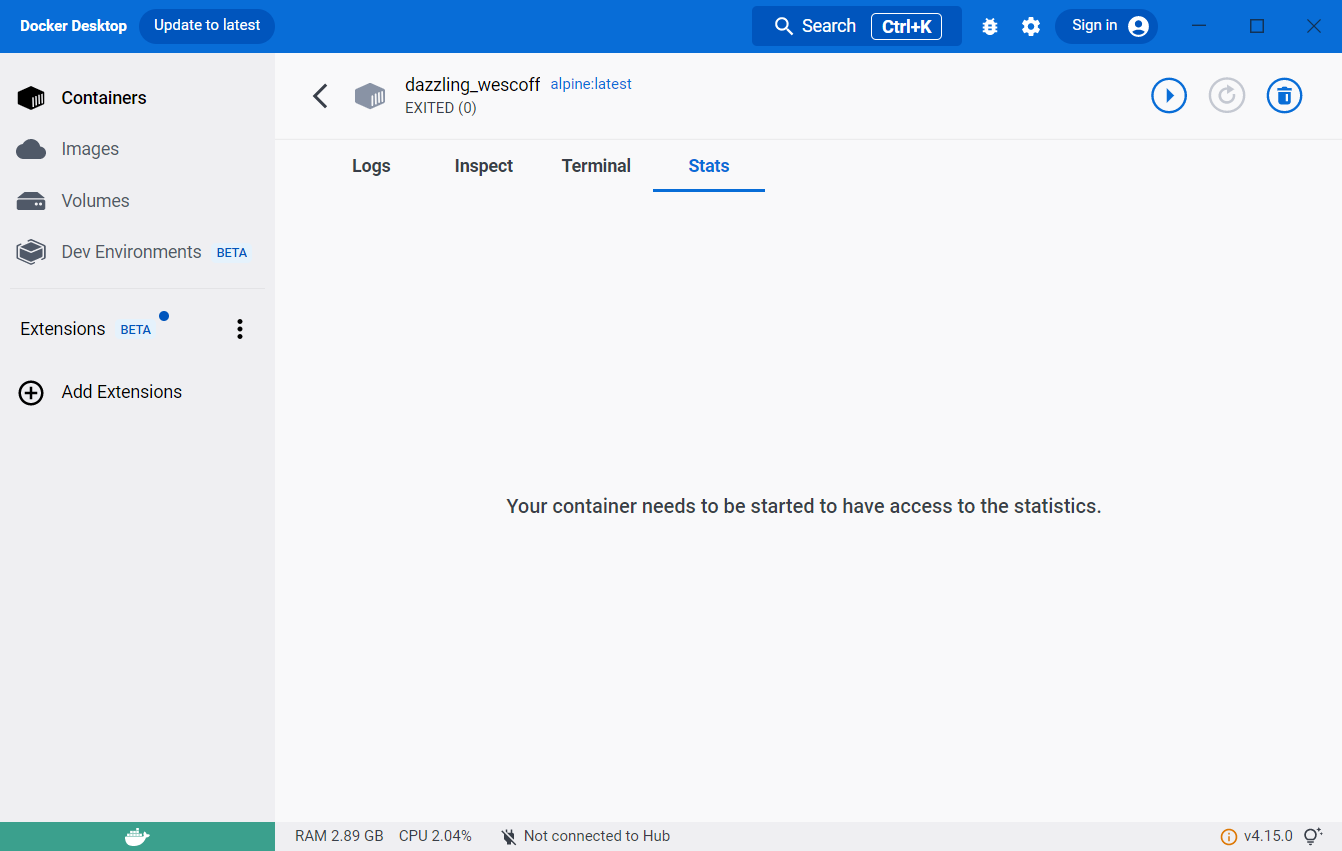 Docker Desktop Update to latest Search Ctrl+K Sign in
Containers
Images
Volumes
Dev Environments BETA
Extensions BETA
Add Extensions
dazzling_wescoff alpine:latest
EXITED (0)
Logs Inspect Terminal Stats
Your container needs to be started to have access to the statistics.
RAM 2.89 GB CPU 2.04% Not connected to Hub v4.15.0